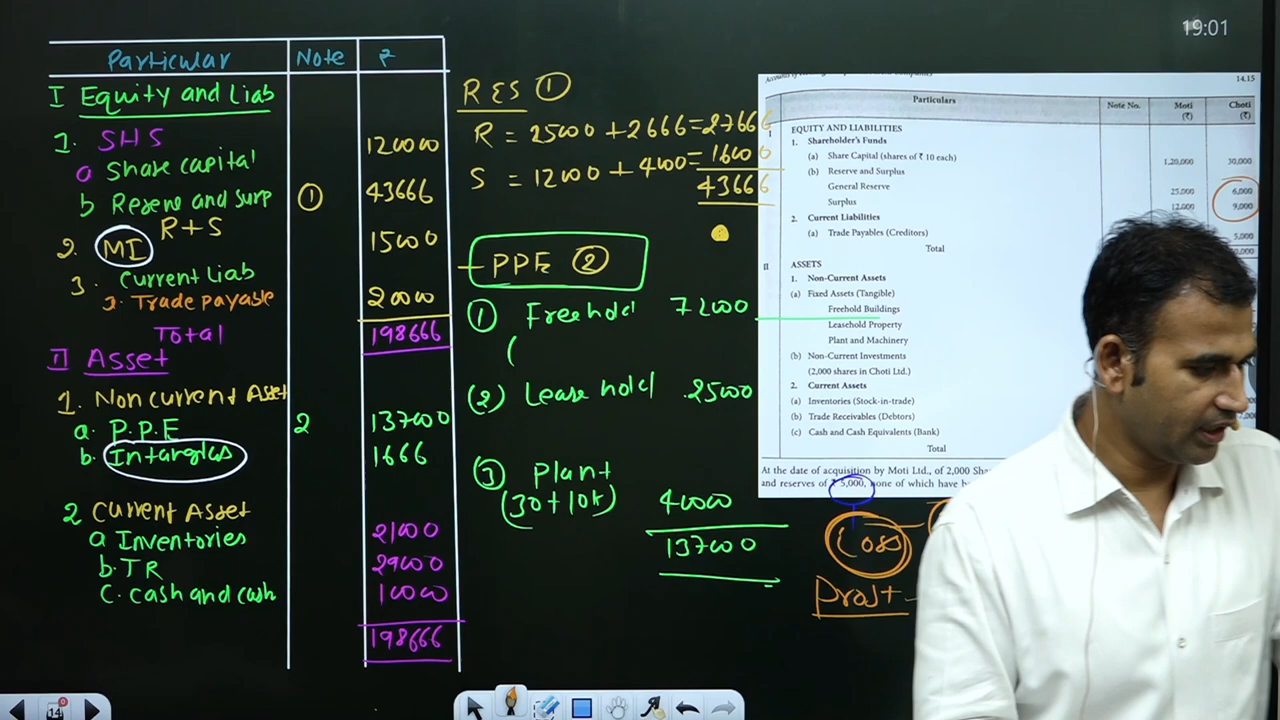 19:01
Particular Note ₹
I Equity and Liab
1. SHS
a Share capital 120000
b Reserve and surp ① 43666
R+S
2. MI 15000
3. Current Liab
3. Trade payable 20000
Total 198666
II Asset
1. Noncurrent Asset
a. P.P.E 2 137000
b. Intangles 1666
2 Current Asset
a Inventories 21000
b. TR 29000
C. cash and cash 10000
198666
R&S ①
R = 25000 + 2666 = 27666
S = 12000 + 4000 = 16000
43666
PPE ②
① Freehold 72000
(
(2) Lease hold 25000
③ Plant
(30+10k) 40000
137000
14.15
Particulars Note No. Moti (₹) Choti (₹)
I EQUITY AND LIABILITIES
1. Shareholder's Funds
(a) Share Capital (shares of ₹ 10 each) 1,20,000 30,000
(b) Reserve and Surplus
General Reserve 25,000 6,000
Surplus 12,000 9,000
2. Current Liabilities
(a) Trade Payables (Creditors) 5,000
Total
II ASSETS
1. Non-Current Assets
(a) Fixed Assets (Tangible)
Freehold Buildings
Leasehold Property
Plant and Machinery
(b) Non-Current Investments
(2,000 shares in Choti Ltd.)
2. Current Assets
(a) Inventories (Stock-in-trade)
(b) Trade Receivables (Debtors)
(c) Cash and Cash Equivalents (Bank)
Total
At the date of acquisition by Moti Ltd., of 2,000 Sha
and reserves of ₹ 5,000, none of which have b
Loss
14